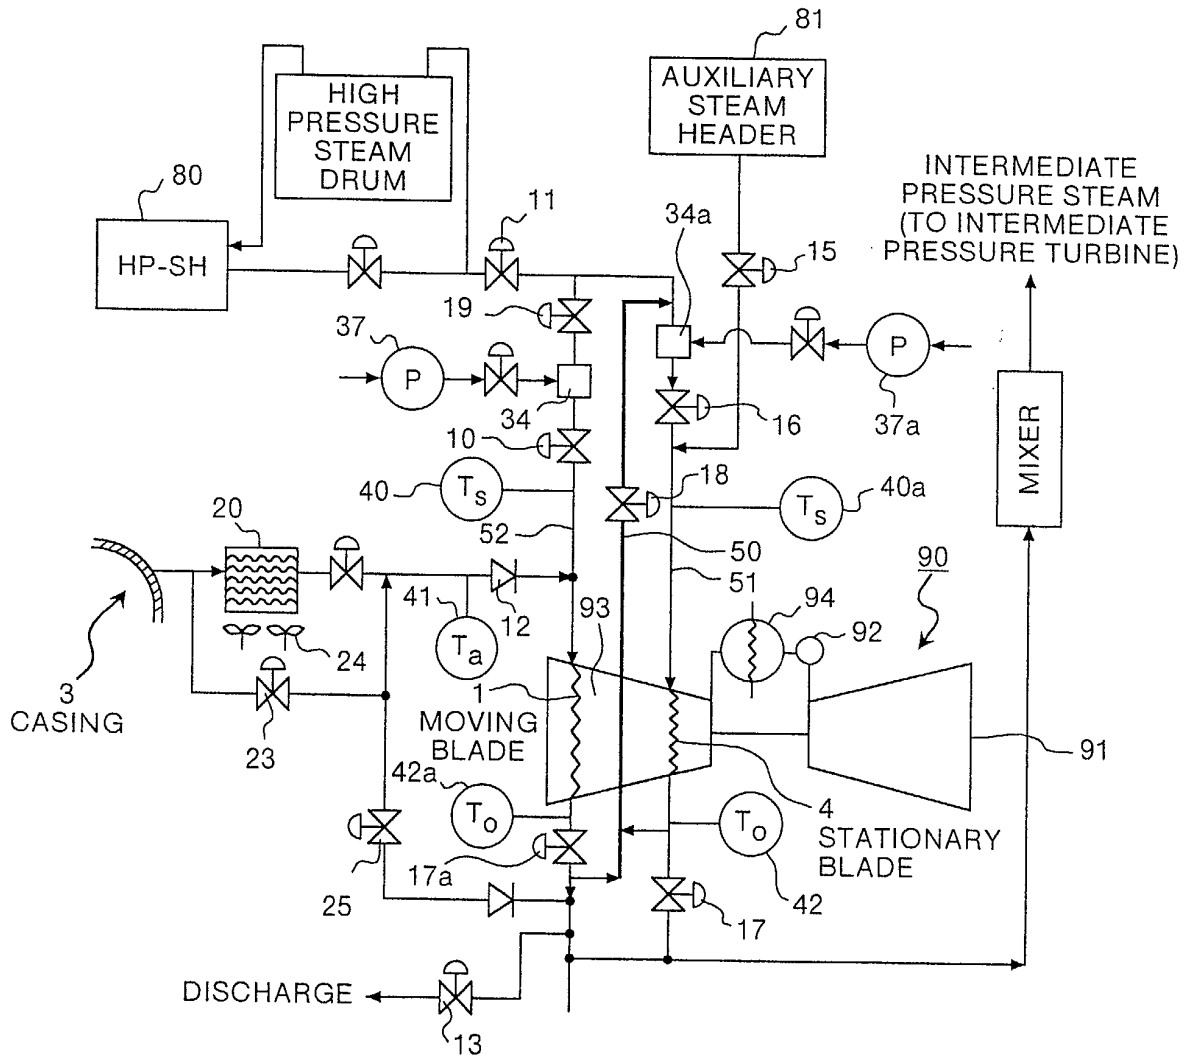 81
AUXILIARY
STEAM
HEADER
HIGH
PRESSURE
STEAM
DRUM
80
HP-SH
11
34a
15
INTERMEDIATE
PRESSURE STEAM
(TO INTERMEDIATE
PRESSURE TURBINE)
19
37
P
34
P
37a
16
10
MIXER
40
Ts
18
Ts
40a
52
50
51
20
90
41
Ta
12
93
94
92
24
3
CASING
23
1
MOVING
BLADE
91
42a
To
17a
To
42
4
STATIONARY
BLADE
25
17
DISCHARGE
13